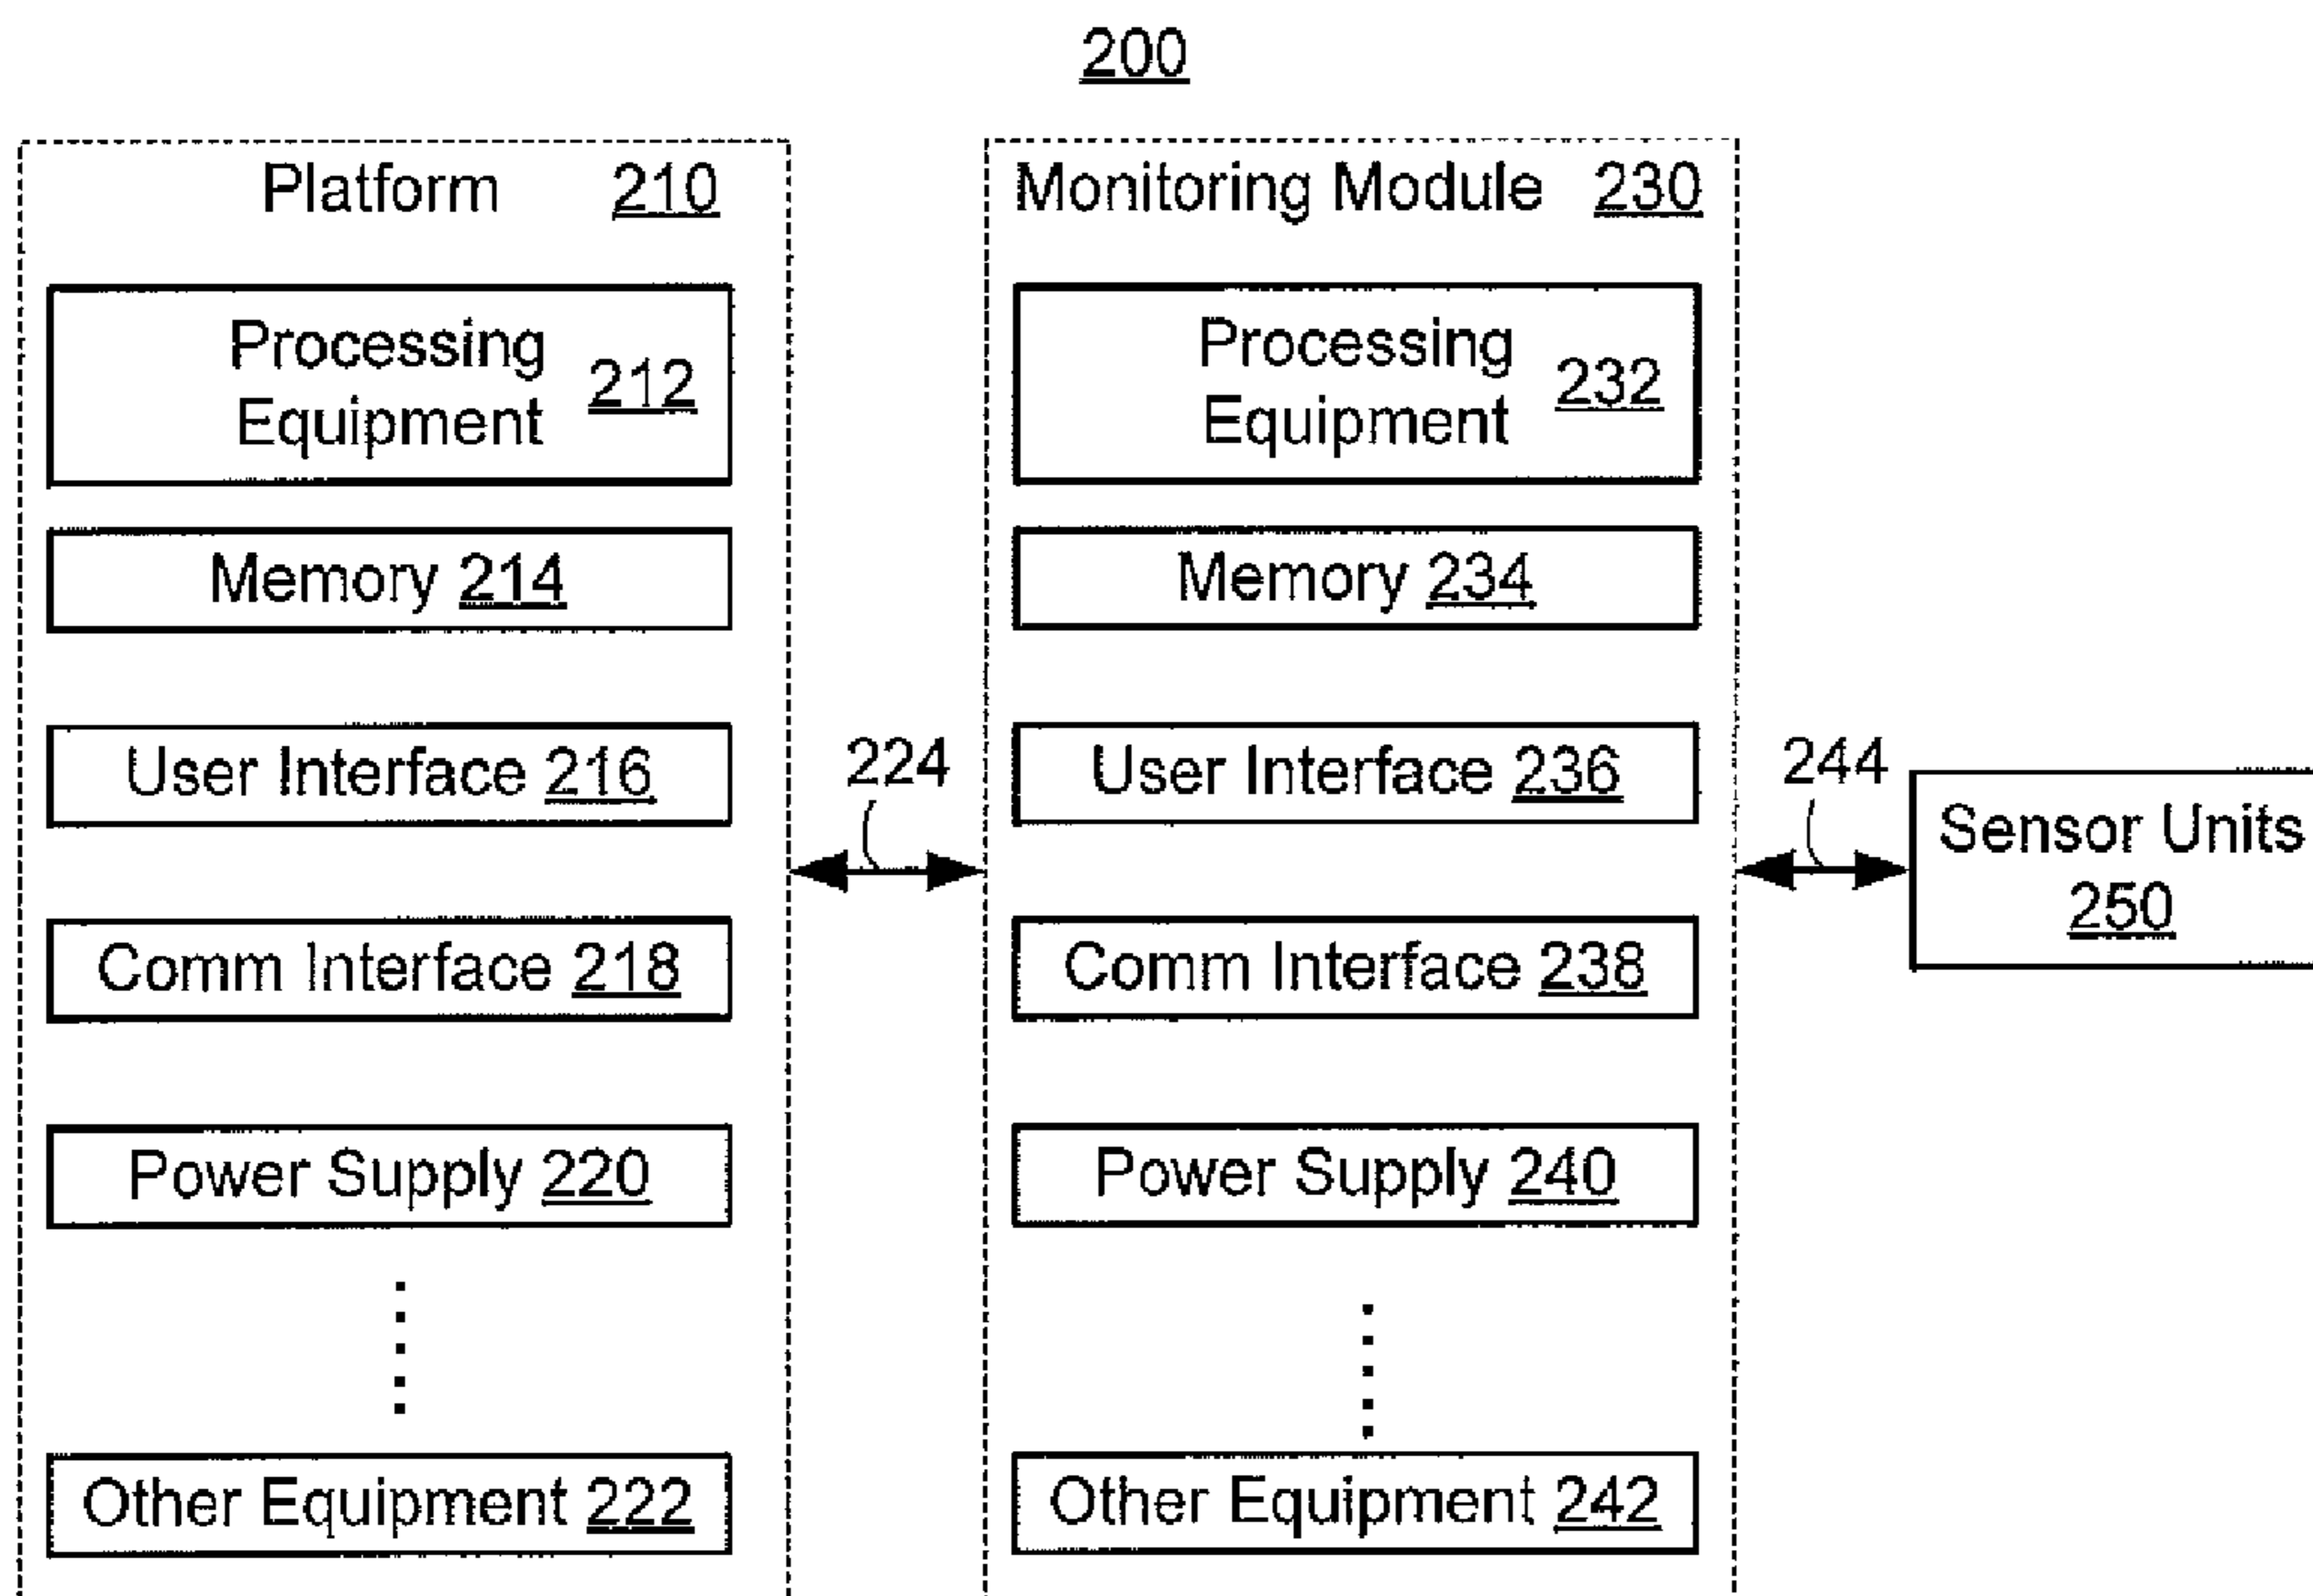 200
Platform 210
Processing
Equipment 212
Memory 214
User Interface 216
Comm Interface 218
Power Supply 220
Other Equipment 222
224
Monitoring Module 230
Processing
Equipment 232
Memory 234
User Interface 236
Comm Interface 238
Power Supply 240
Other Equipment 242
244
Sensor Units
250